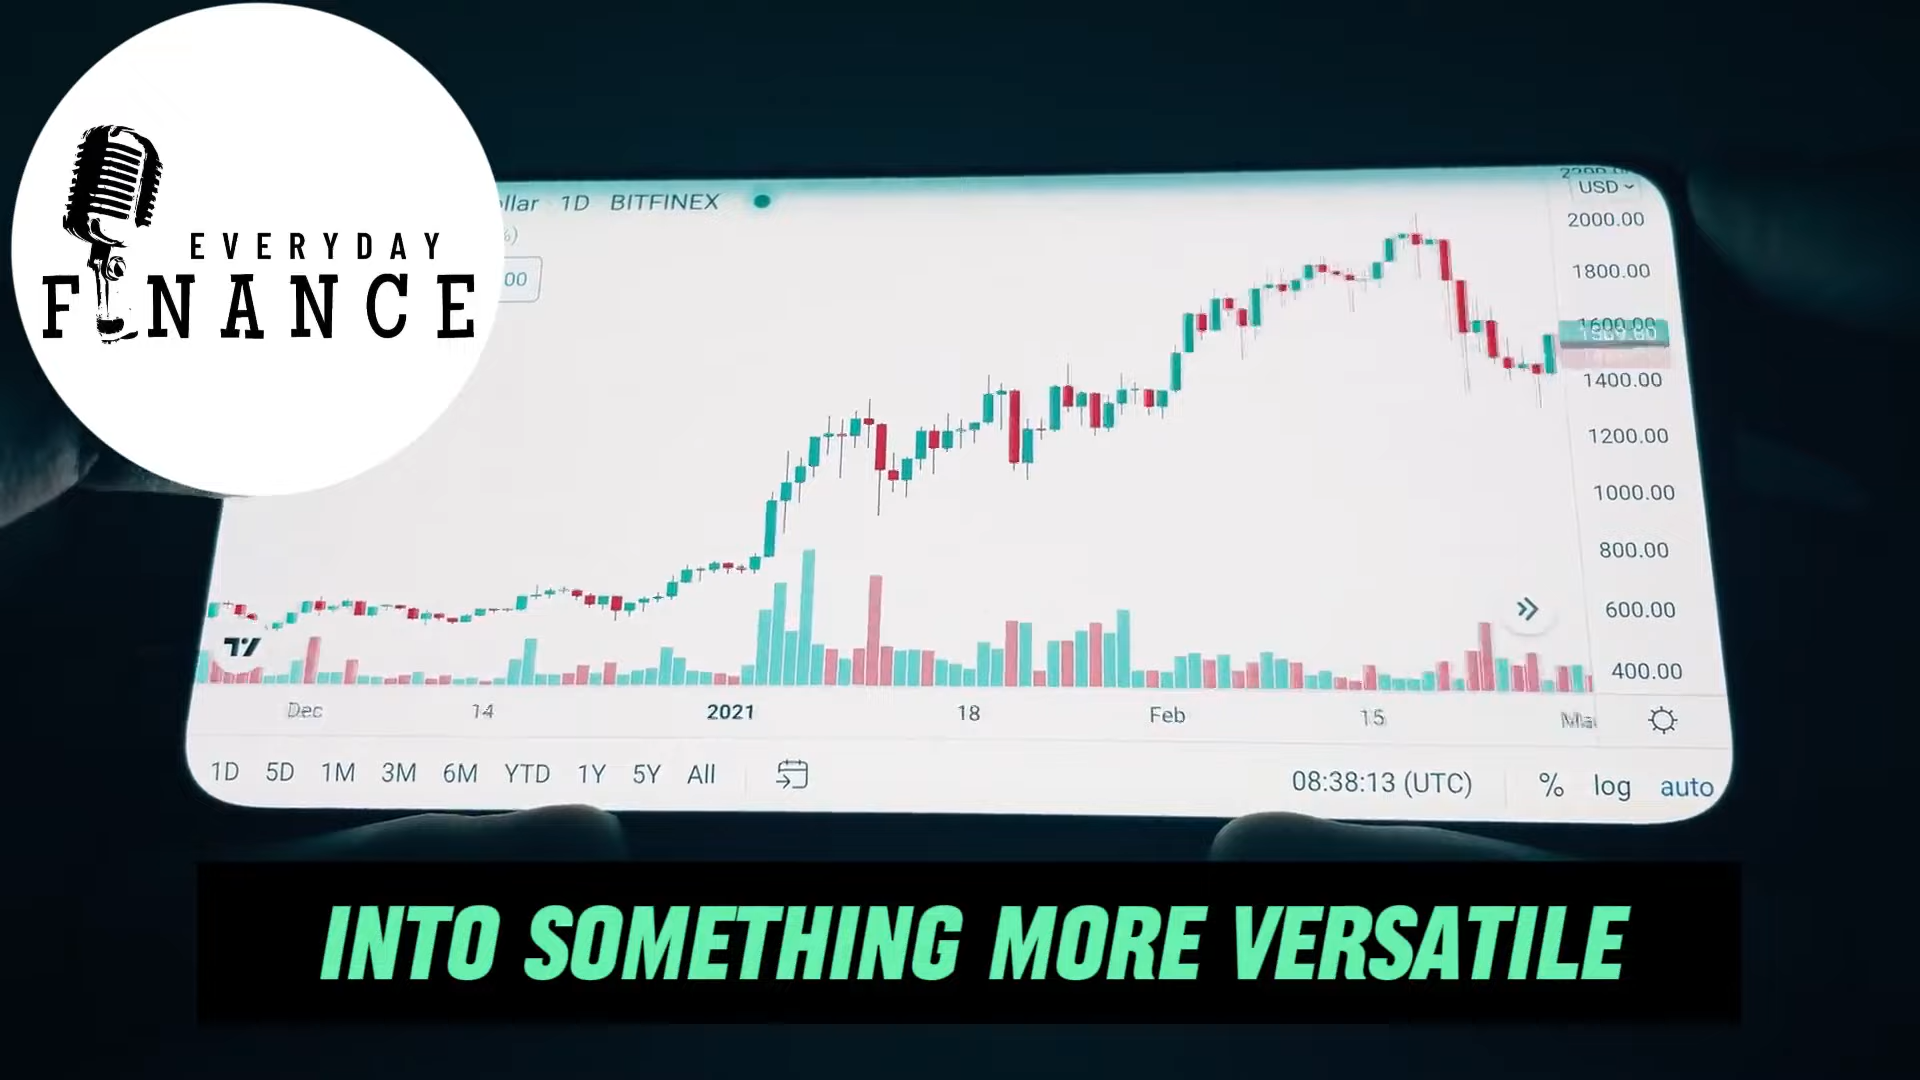 EVERYDAY
FINANCE
1D BITFINEX
USD
00
2000.00
1800.00
1600.00
1400.00
1200.00
1000.00
800.00
600.00
400.00
Dec 14 2021 18 Feb 15
1D 5D 1M 3M 6M YTD 1Y 5Y All
08:38:13 (UTC) % log auto
INTO SOMETHING MORE VERSATILE